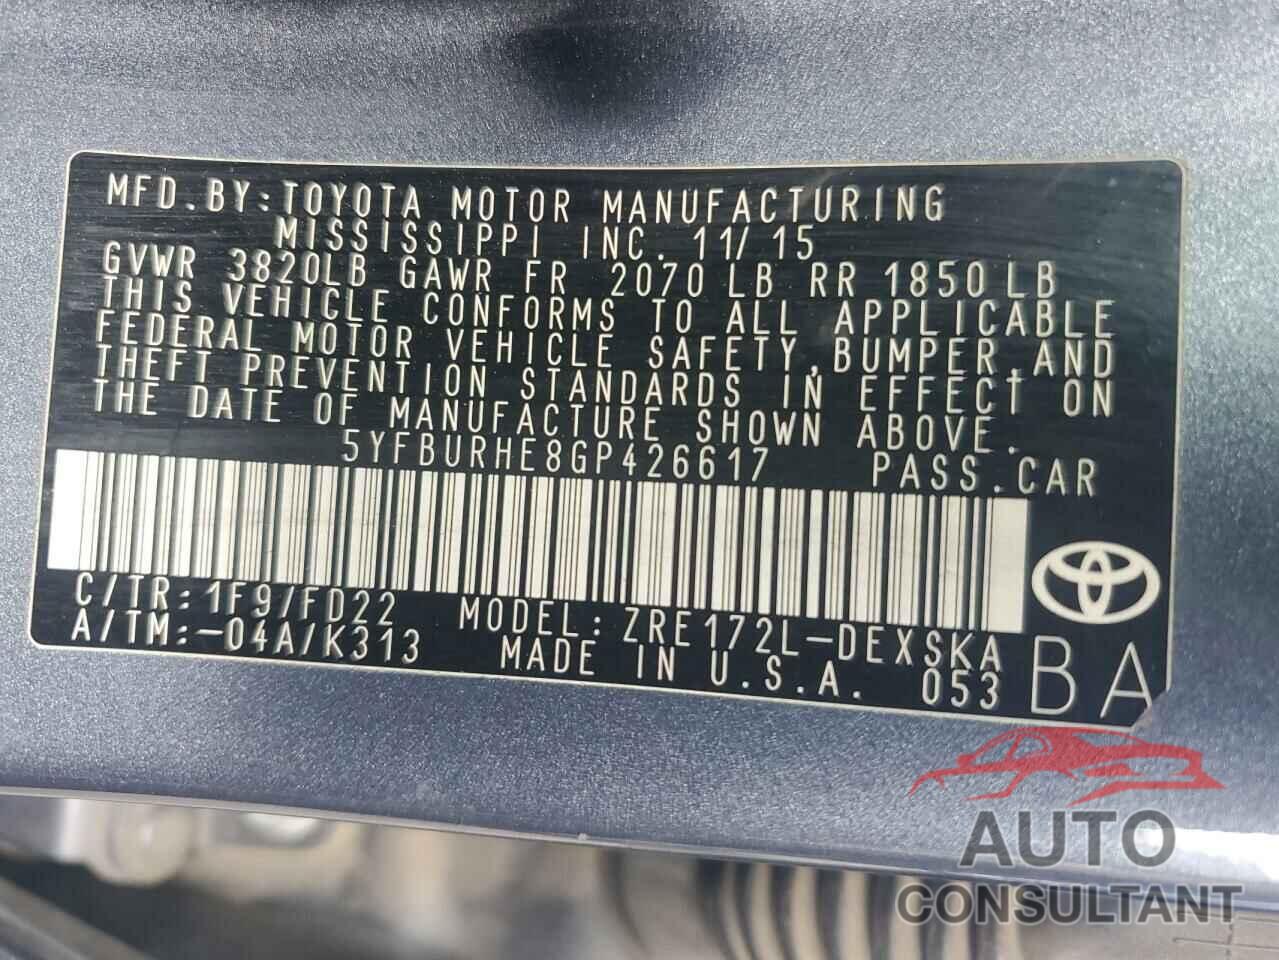 MFD.BY:TOYOTA MOTOR MANUFACTURING
MISSISSIPPI INC. 11/15
GVWR 3820LB GAWR FR 2070 LB RR 1850 LB
THIS VEHICLE CONFORMS TO ALL APPLICABLE
FEDERAL MOTOR VEHICLE SAFETY,BUMPER,AND
THEFT PREVENTION STANDARDS IN EFFECT ON
THE DATE OF MANUFACTURE SHOWN ABOVE.
5YFBURHE8GP426617 PASS.CAR
C/TR:1F9/FD22 MODEL:ZRE172L-DEXSKA
A/TM:-04A/K313 MADE IN U.S.A. 053
BA
AUTO
CONSULTANT